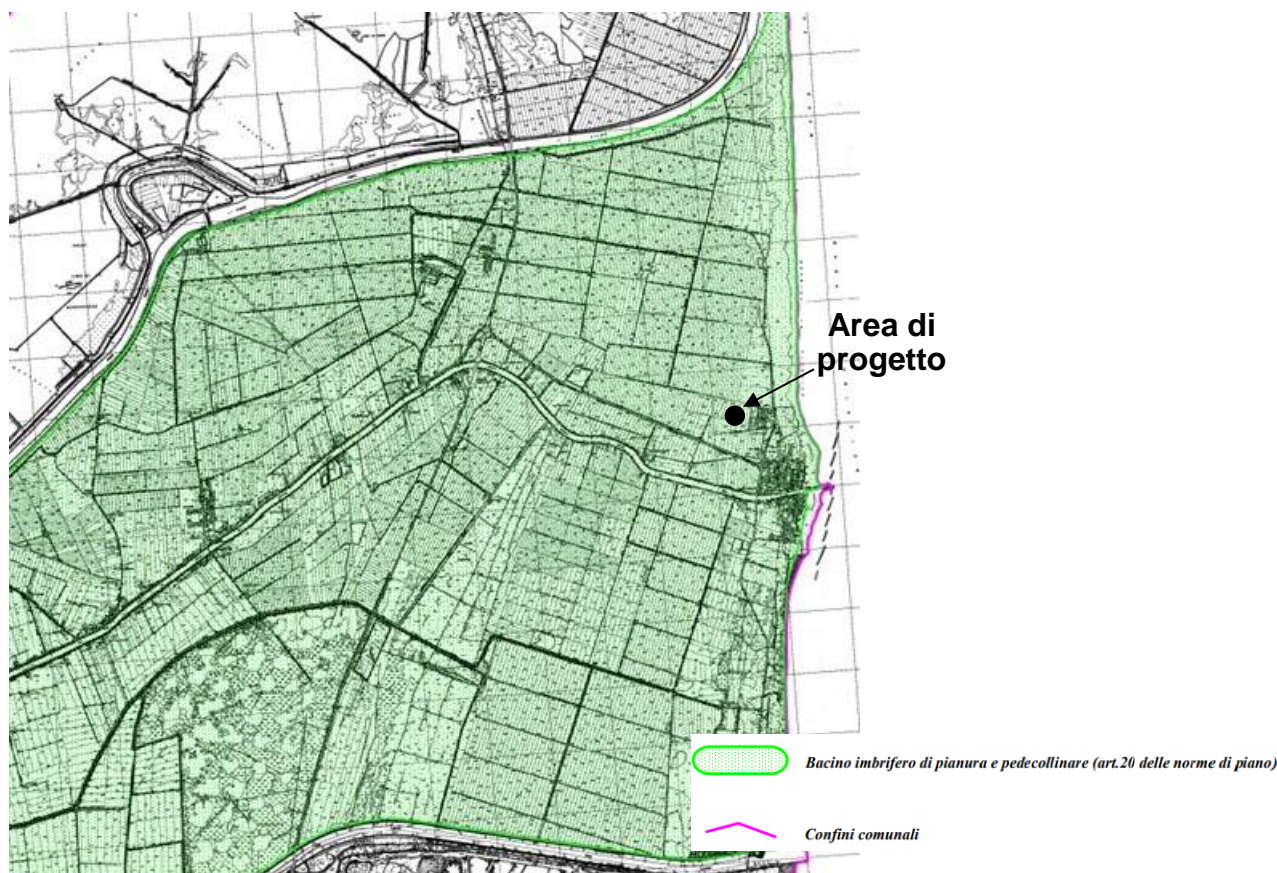 Area di
progetto
Bacino imbrifero di pianura e pedecollinare (art.20 delle norme di piano)
Confini comunali